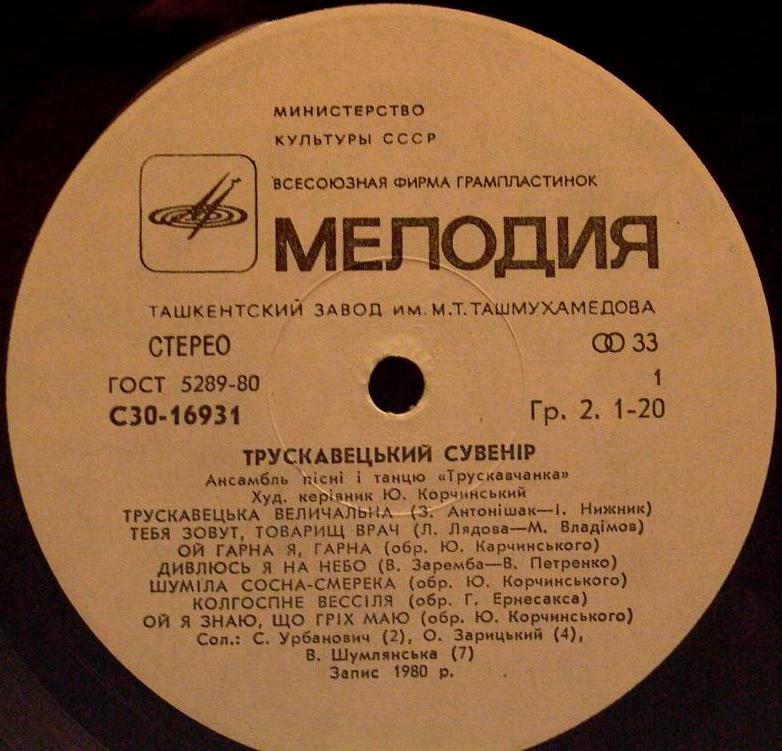 МИНИСТЕРСТВО
КУЛЬТУРЫ СССР
ВСЕСОЮЗНАЯ ФИРМА ГРАМПЛАСТИНОК
МЕЛОДИЯ
ТАШКЕНТСКИЙ ЗАВОД ИМ. М.Т. ТАШМУХАМЕДОВА
СТЕРЕО 33
ГОСТ 5289-80 1
С30-16931 Гр. 2. 1-20
ТРУСКАВЕЦЬКИЙ СУВЕНІР
Ансамбль пісні і танцю «Трускавчанка»
Худ. керівник Ю. Корчинський
ТРУСКАВЕЦЬКА ВЕЛИЧАЛЬНА (З. Антонішак—І. Нижник)
ТЕБЯ ЗОВУТ, ТОВАРИЩ ВРАЧ (Л. Лядова—М. Владімов)
ОЙ ГАРНА Я, ГАРНА (обр. Ю. Карчинського)
ДИВЛЮСЬ Я НА НЕБО (В. Заремба—В. Петренко)
ШУМІЛА СОСНА-СМЕРЕКА (обр. Ю. Корчинського)
КОЛГОСПНЕ ВЕССІЛЯ (обр. Г. Ернесакса)
ОЙ Я ЗНАЮ, ЩО ГРІХ МАЮ (обр. Ю. Корчинського)
Сол.: С. Урбанович (2), О. Зарицький (4),
В. Шумлянська (7)
Запис 1980 р.